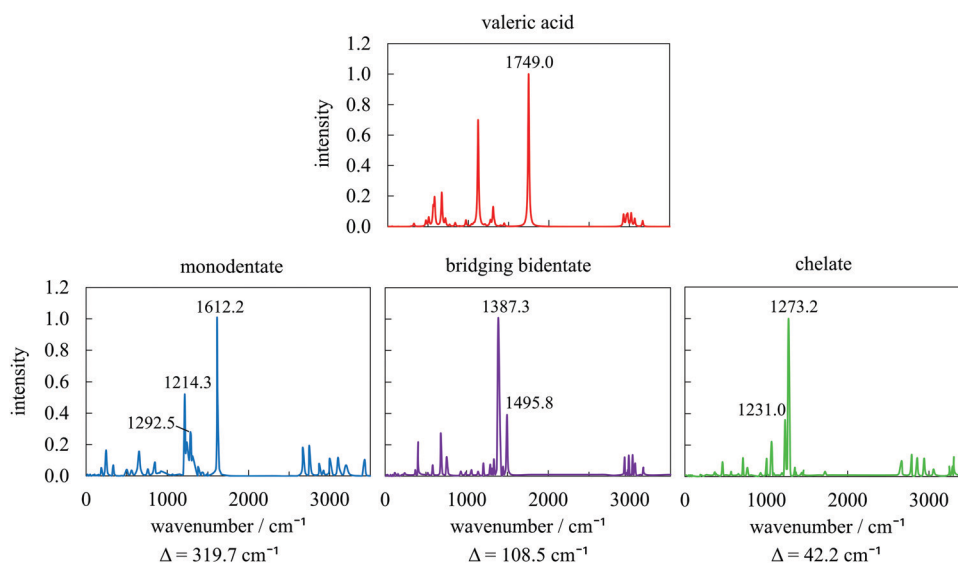 valeric acid
1749.0
intensity
1.2
1.0
0.8
0.6
0.4
0.2
0.0
monodentate
bridging bidentate
chelate
1612.2
1214.3
1292.5
intensity
1.2
1.0
0.8
0.6
0.4
0.2
0.0
0 1000 2000 3000
wavenumber / cm⁻¹
Δ = 319.7 cm⁻¹
1387.3
1495.8
0 1000 2000 3000
wavenumber / cm⁻¹
Δ = 108.5 cm⁻¹
1273.2
1231.0
0 1000 2000 3000
wavenumber / cm⁻¹
Δ = 42.2 cm⁻¹